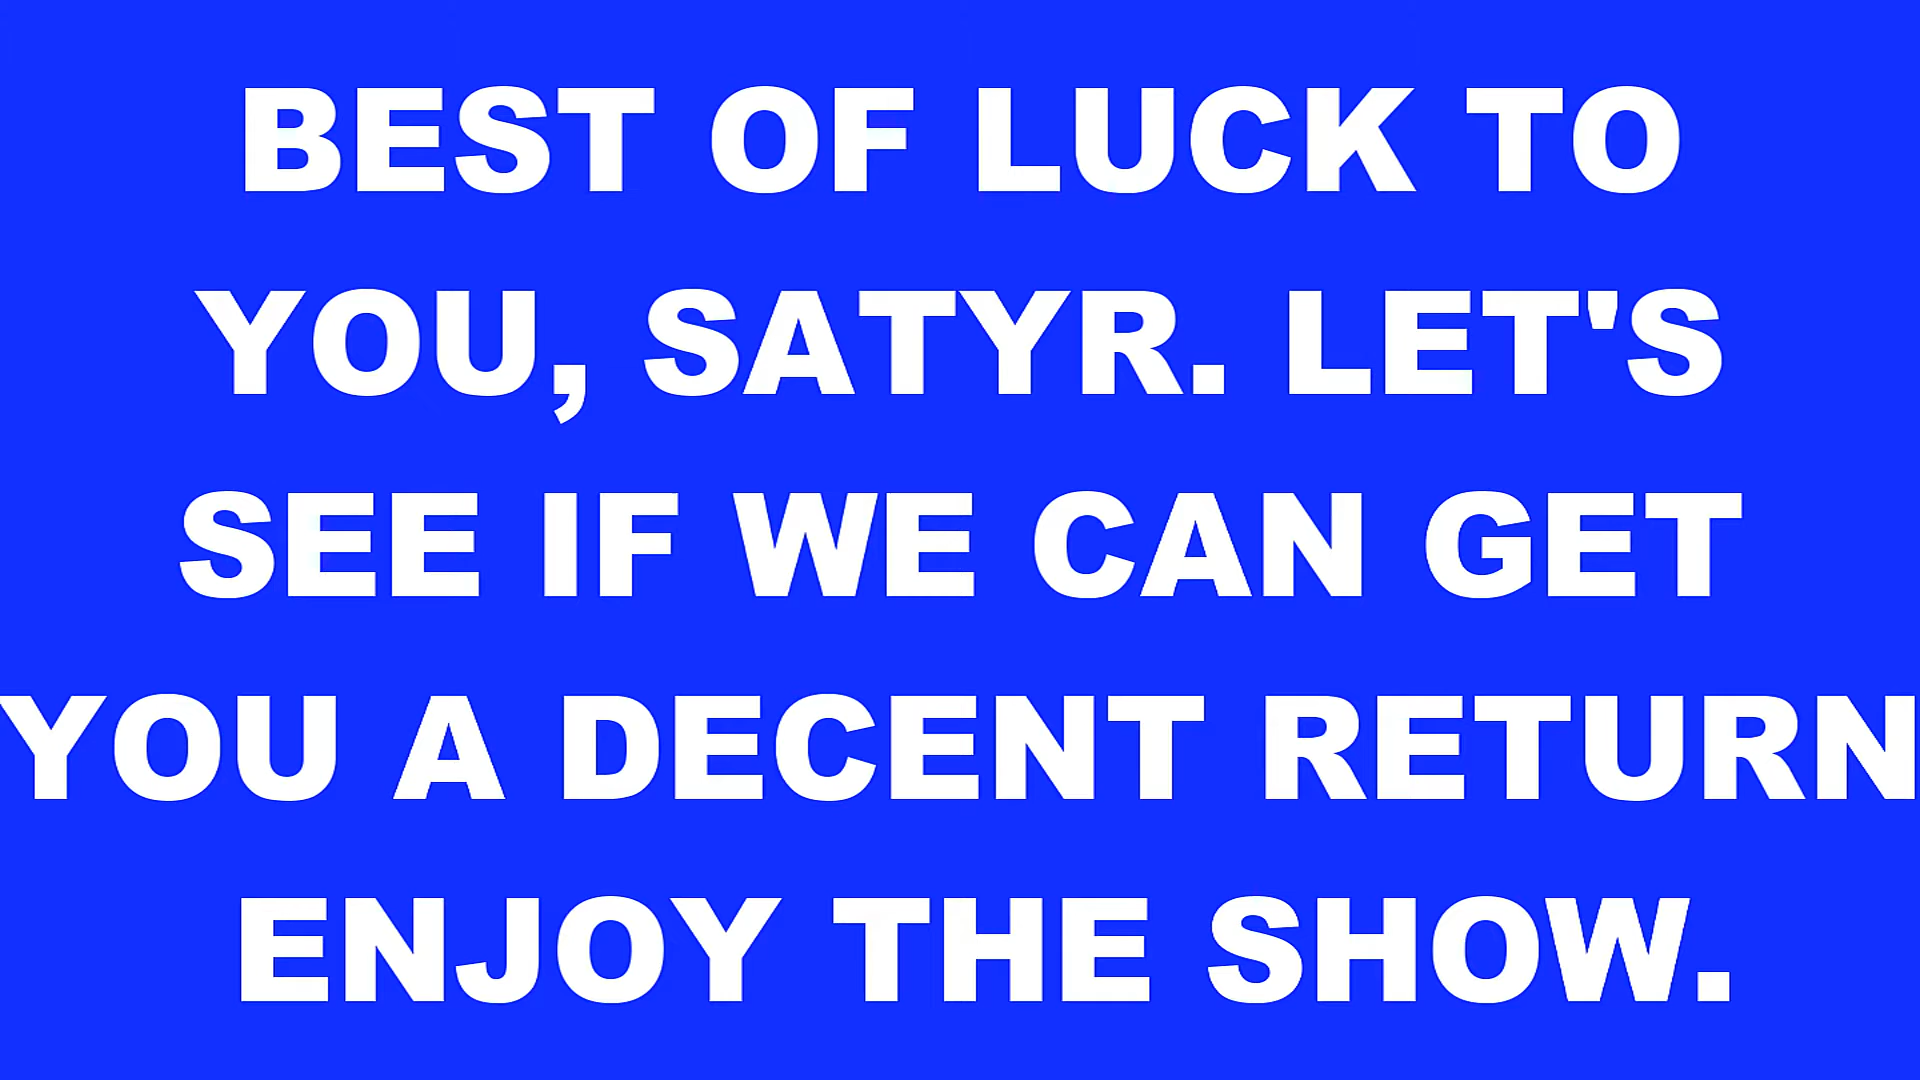 BEST OF LUCK TO
YOU, SATYR. LET'S
SEE IF WE CAN GET
YOU A DECENT RETURN
ENJOY THE SHOW.